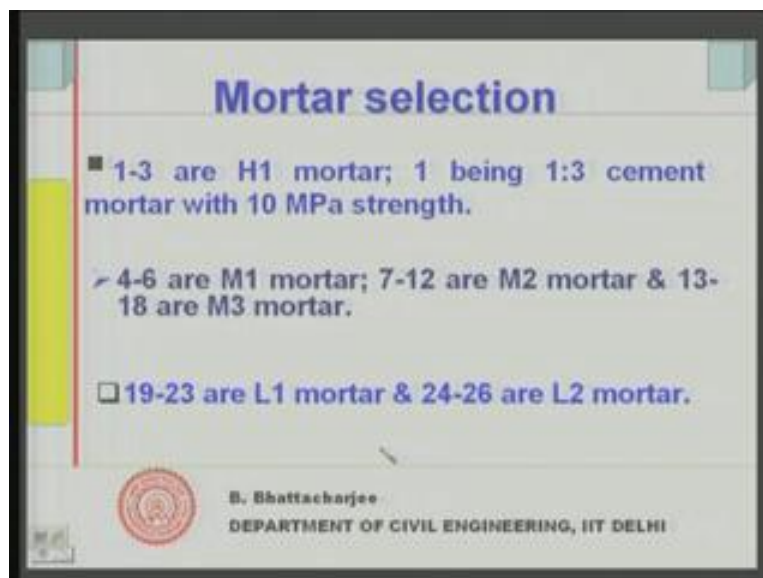 Mortar selection
1-3 are H1 mortar; 1 being 1:3 cement
mortar with 10 MPa strength.
4-6 are M1 mortar; 7-12 are M2 mortar & 13-
18 are M3 mortar.
19-23 are L1 mortar & 24-26 are L2 mortar.
B. Bhattacharjee
DEPARTMENT OF CIVIL ENGINEERING, IIT DELHI